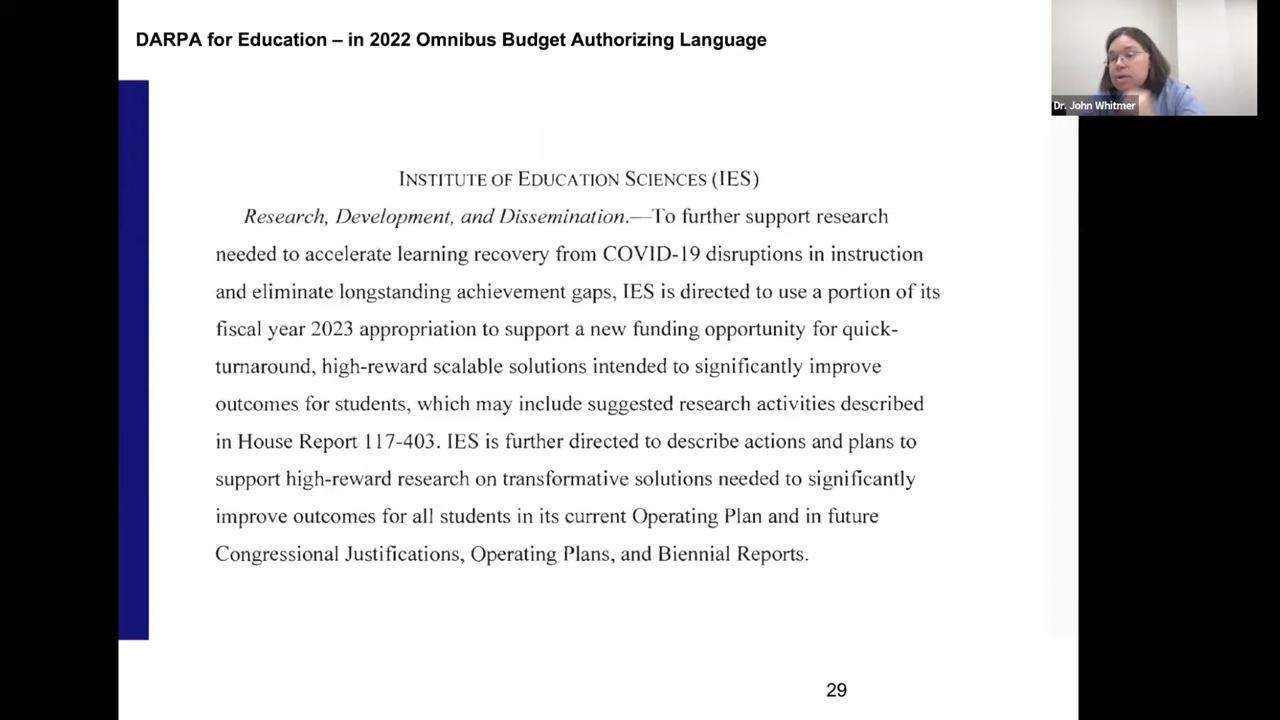 DARPA for Education – in 2022 Omnibus Budget Authorizing Language
Dr. John Whitmer
INSTITUTE OF EDUCATION SCIENCES (IES)
Research, Development, and Dissemination.—To further support research
needed to accelerate learning recovery from COVID-19 disruptions in instruction
and eliminate longstanding achievement gaps, IES is directed to use a portion of its
fiscal year 2023 appropriation to support a new funding opportunity for quick-
turnaround, high-reward scalable solutions intended to significantly improve
outcomes for students, which may include suggested research activities described
in House Report 117-403. IES is further directed to describe actions and plans to
support high-reward research on transformative solutions needed to significantly
improve outcomes for all students in its current Operating Plan and in future
Congressional Justifications, Operating Plans, and Biennial Reports.
29